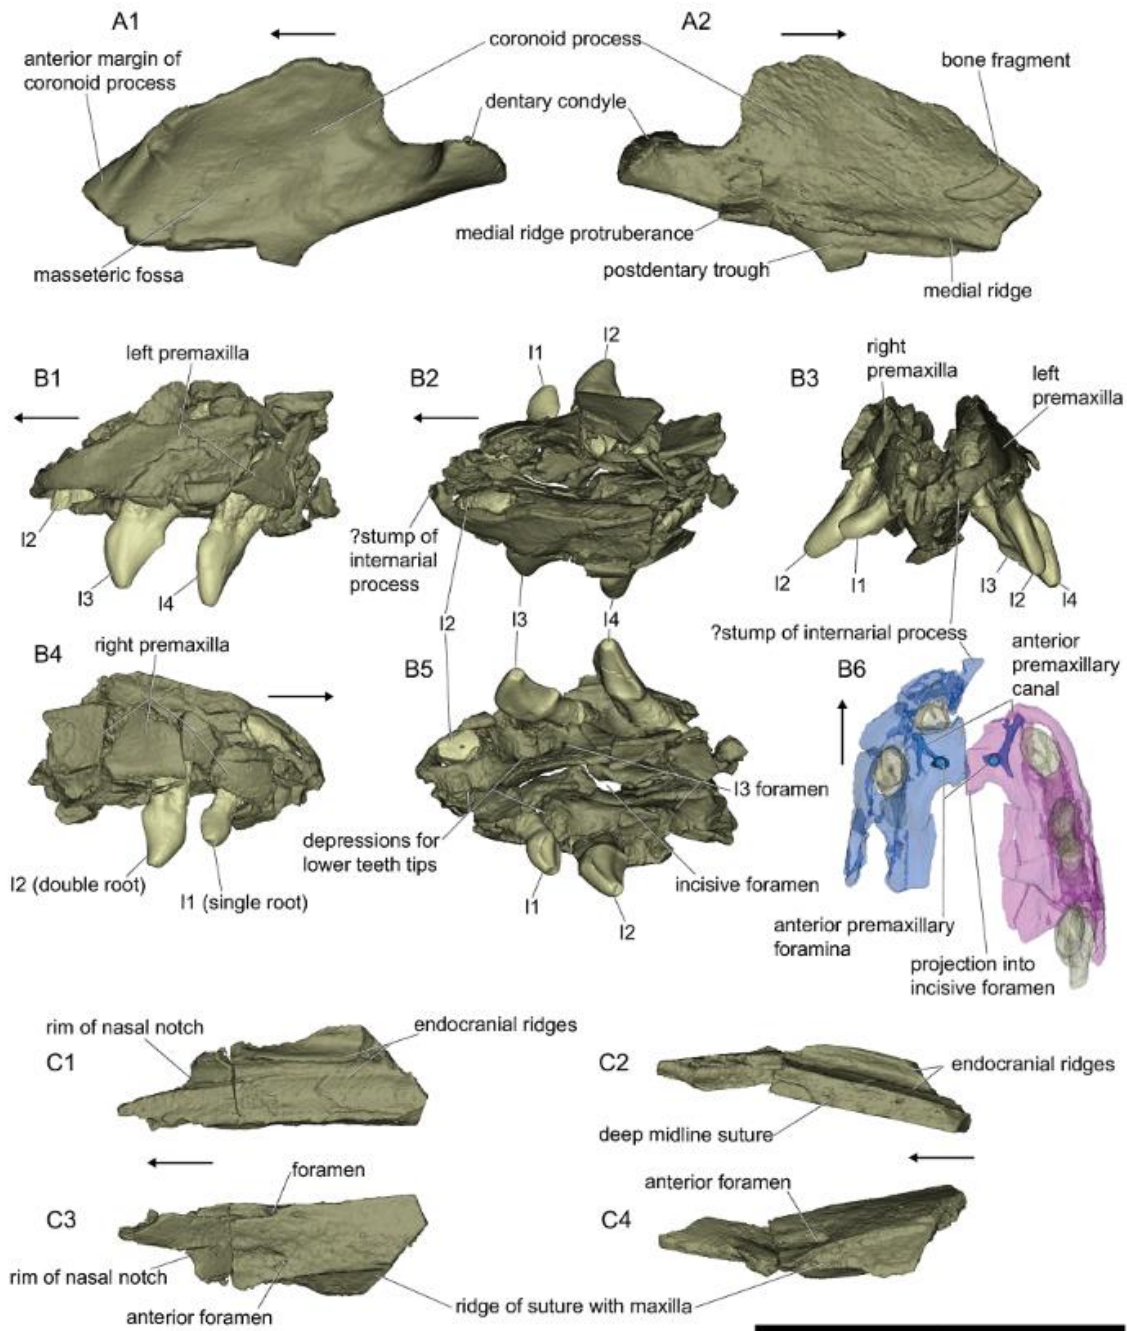 A1
A2
anterior margin of
coronoid process
coronoid process
bone fragment
dentary condyle
medial ridge protruberance
masseteric fossa
postdentary trough
medial ridge
left premaxilla
I1
I2
right
premaxilla
left
premaxilla
B1
B2
B3
I2
I3
I4
?stump of
internarial
process
I2
I3
I4
I2
I1
I3
I2
I4
?stump of internarial process
right premaxilla
B4
B5
B6
anterior
premaxillary
canal
I3 foramen
depressions for
lower teeth tips
I2 (double root)
I1 (single root)
incisive foramen
I1
I2
anterior premaxillary
foramina
projection into
incisive foramen
rim of nasal notch
endocranial ridges
C1
C2
endocranial ridges
deep midline suture
foramen
anterior foramen
C3
C4
rim of nasal notch
ridge of suture with maxilla
anterior foramen